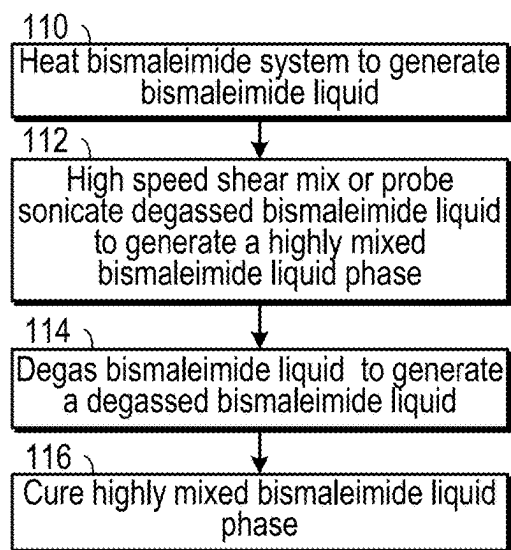 110
Heat bismaleimide system to generate
bismaleimide liquid
112
High speed shear mix or probe
sonicate degassed bismaleimide liquid
to generate a highly mixed
bismaleimide liquid phase
114
Degas bismaleimide liquid to generate
a degassed bismaleimide liquid
116
Cure highly mixed bismaleimide liquid
phase